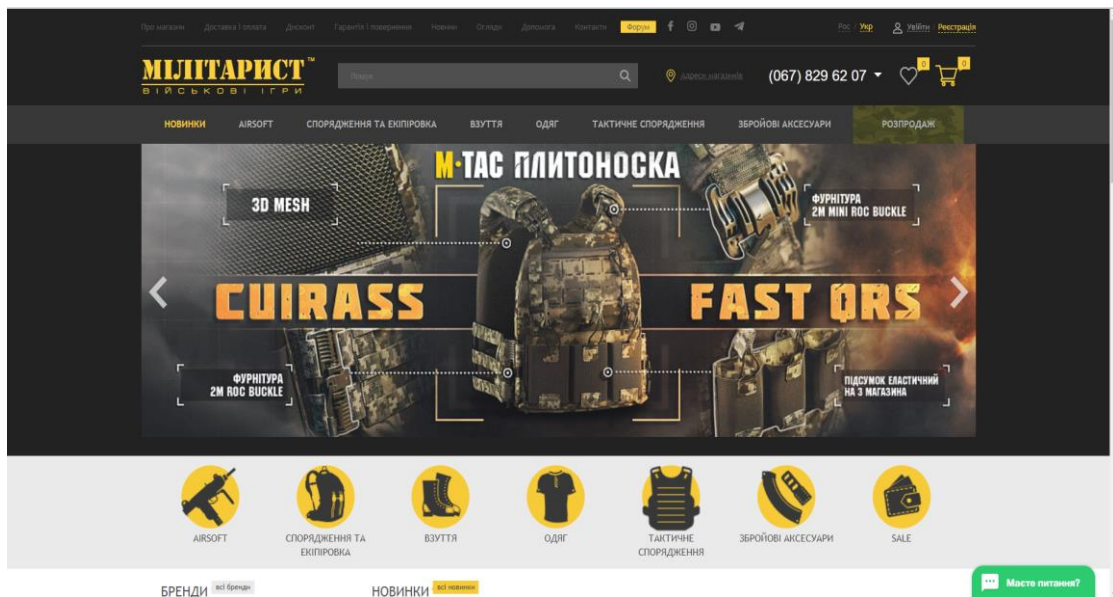 Про магазин Доставка і оплата Дисконт Гарантія і повернення Новини Огляди Допомога Контакти Форум Рос / Укр Увійти / Реєстрація
МІЛІТАРИСТ™
ВІЙСЬКОВІ ІГРИ
Пошук
Адреси магазинів
(067) 829 62 07
0
0
НОВИНКИ AIRSOFT СПОРЯДЖЕННЯ ТА ЕКІПІРОВКА ВЗУТТЯ ОДЯГ ТАКТИЧНЕ СПОРЯДЖЕННЯ ЗБРОЙОВІ АКСЕСУАРИ РОЗПРОДАЖ
M-TAC ПЛИТОНОСКА
3D MESH
ФУРНІТУРА
2M MINI ROC BUCKLE
CUIRASS FAST QRS
ФУРНІТУРА
2M ROC BUCKLE
ПІДСУМОК ЕЛАСТИЧНИЙ
НА 3 МАГАЗИНА
AIRSOFT
СПОРЯДЖЕННЯ ТА
ЕКІПІРОВКА
ВЗУТТЯ
ОДЯГ
ТАКТИЧНЕ
СПОРЯДЖЕННЯ
ЗБРОЙОВІ АКСЕСУАРИ
SALE
БРЕНДИ всі бренди
НОВИНКИ всі новинки
Маєте питання?